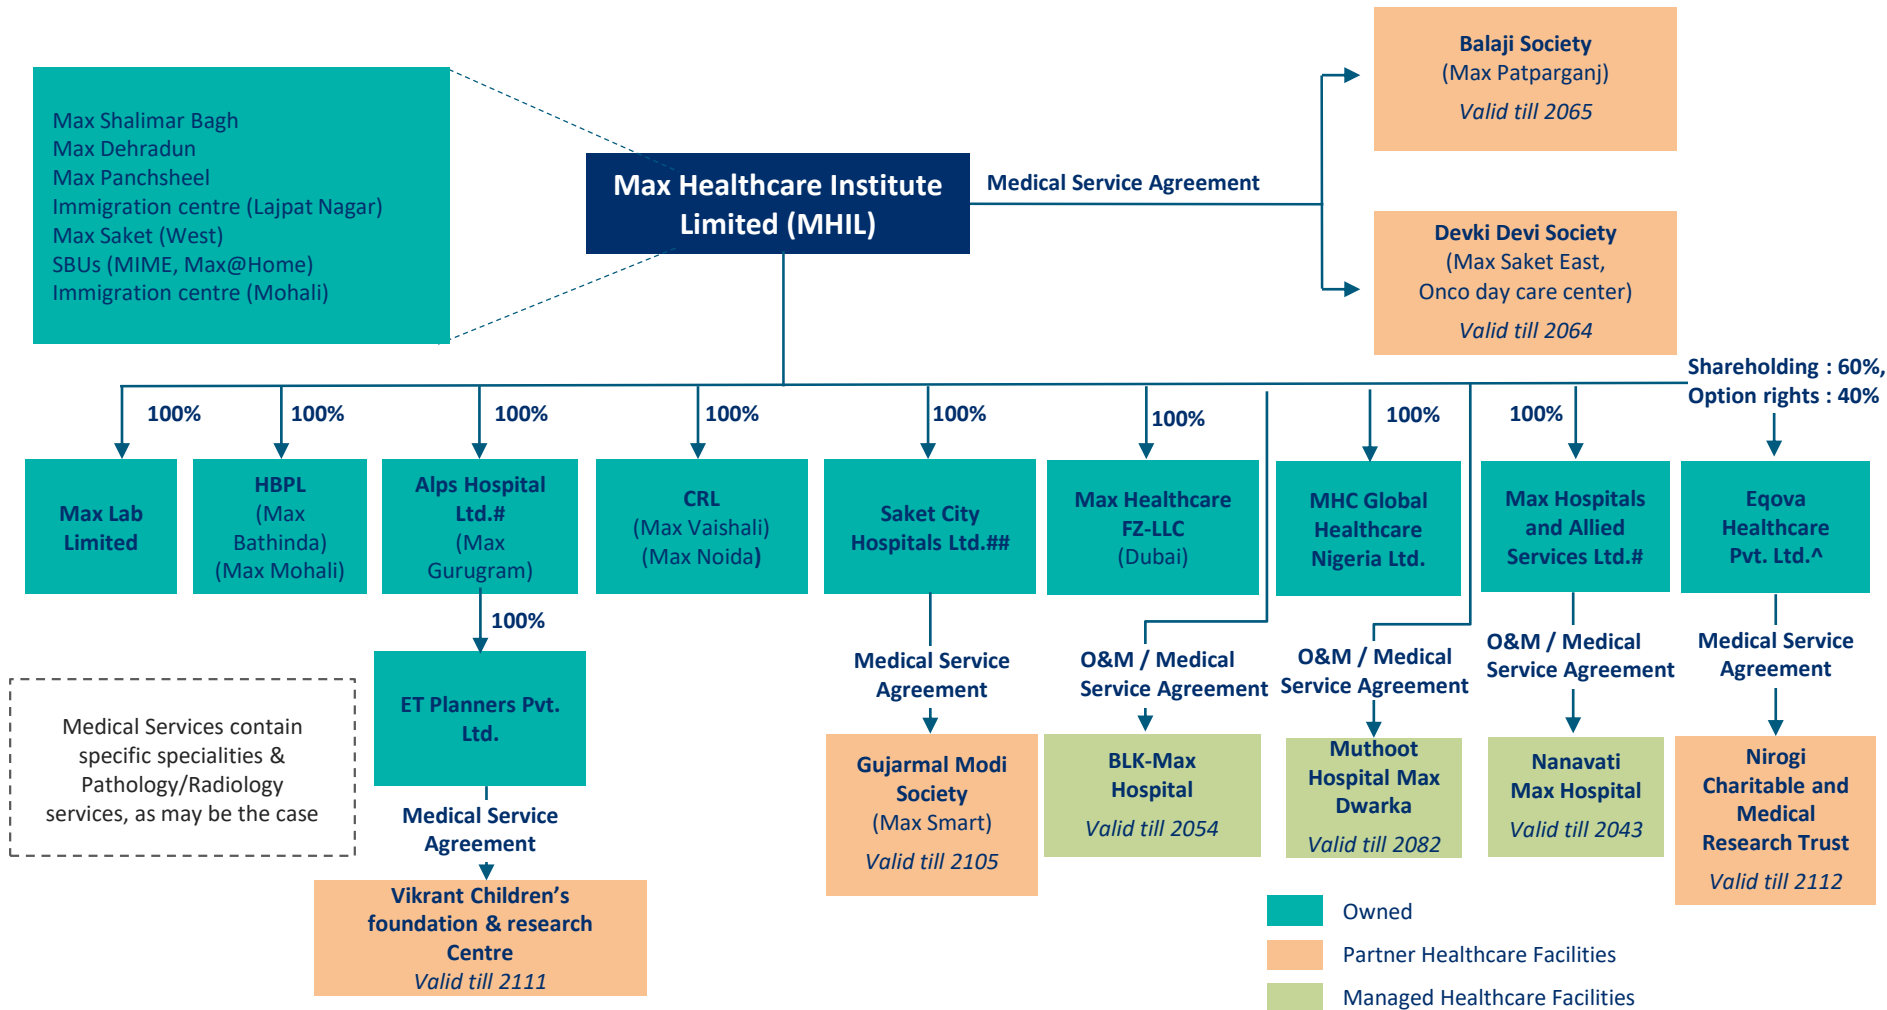 Balaji Society
(Max Patparganj)
Valid till 2065
Max Shalimar Bagh
Max Dehradun
Max Panchsheel
Immigration centre (Lajpat Nagar)
Max Saket (West)
SBUs (MIME, Max@Home)
Immigration centre (Mohali)
Max Healthcare Institute
Limited (MHIL)
Medical Service Agreement
Devki Devi Society
(Max Saket East,
Onco day care center)
Valid till 2064
Shareholding : 60%,
Option rights : 40%
100%
100%
100%
100%
100%
100%
100%
100%
Max Lab
Limited
HBPL
(Max
Bathinda)
(Max Mohali)
Alps Hospital
Ltd.#
(Max
Gurugram)
CRL
(Max Vaishali)
(Max Noida)
Saket City
Hospitals Ltd.##
Max Healthcare
FZ-LLC
(Dubai)
MHC Global
Healthcare
Nigeria Ltd.
Max Hospitals
and Allied
Services Ltd.#
Eqova
Healthcare
Pvt. Ltd.^
100%
ET Planners Pvt.
Ltd.
Medical Service
Agreement
O&M / Medical
Service Agreement
O&M / Medical
Service Agreement
O&M / Medical
Service Agreement
Medical Service
Agreement
Medical Services contain
specific specialities &
Pathology/Radiology
services, as may be the case
Medical Service
Agreement
Vikrant Children’s
foundation & research
Centre
Valid till 2111
Gujarmal Modi
Society
(Max Smart)
Valid till 2105
BLK-Max
Hospital
Valid till 2054
Muthoot
Hospital Max
Dwarka
Valid till 2082
Nanavati
Max Hospital
Valid till 2043
Nirogi
Charitable and
Medical
Research Trust
Valid till 2112
Owned
Partner Healthcare Facilities
Managed Healthcare Facilities